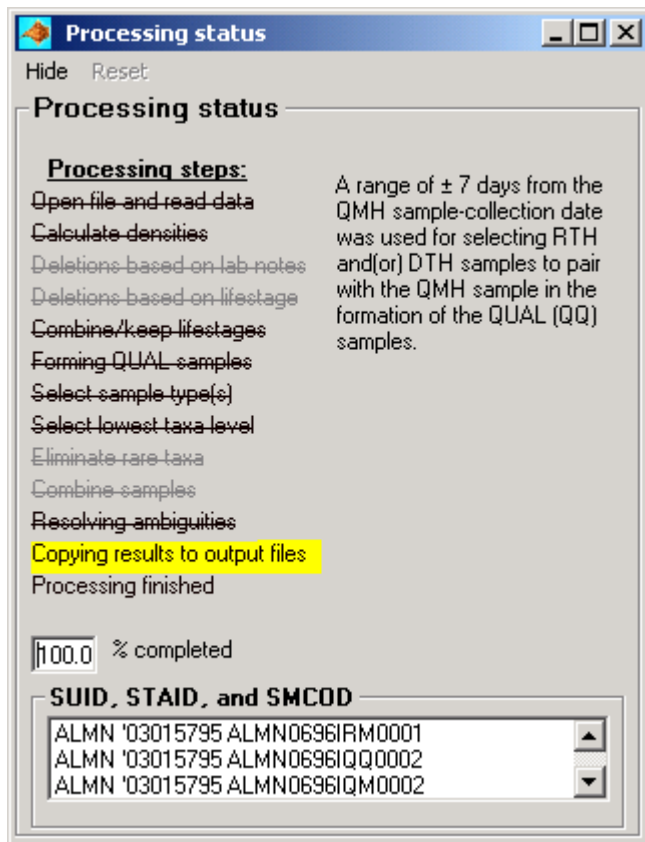 Processing status
Hide Reset
Processing status
Processing steps:
Open file and read data
Calculate densities
Deletions based on lab notes
Deletions based on lifestage
Combine/keep lifestages
Forming QUAL samples
Select sample type(s)
Select lowest taxa level
Eliminate rare taxa
Combine samples
Resolving ambiguities
Copying results to output files
Processing finished
A range of ± 7 days from the
QMH sample-collection date
was used for selecting RTH
and(or) DTH samples to pair
with the QMH sample in the
formation of the QUAL (QQ)
samples.
100.0 % completed
SUID, STAID, and SMCOD
ALMN '03015795 ALMN0696IRM0001
ALMN '03015795 ALMN0696IQQ0002
ALMN '03015795 ALMN0696IQM0002